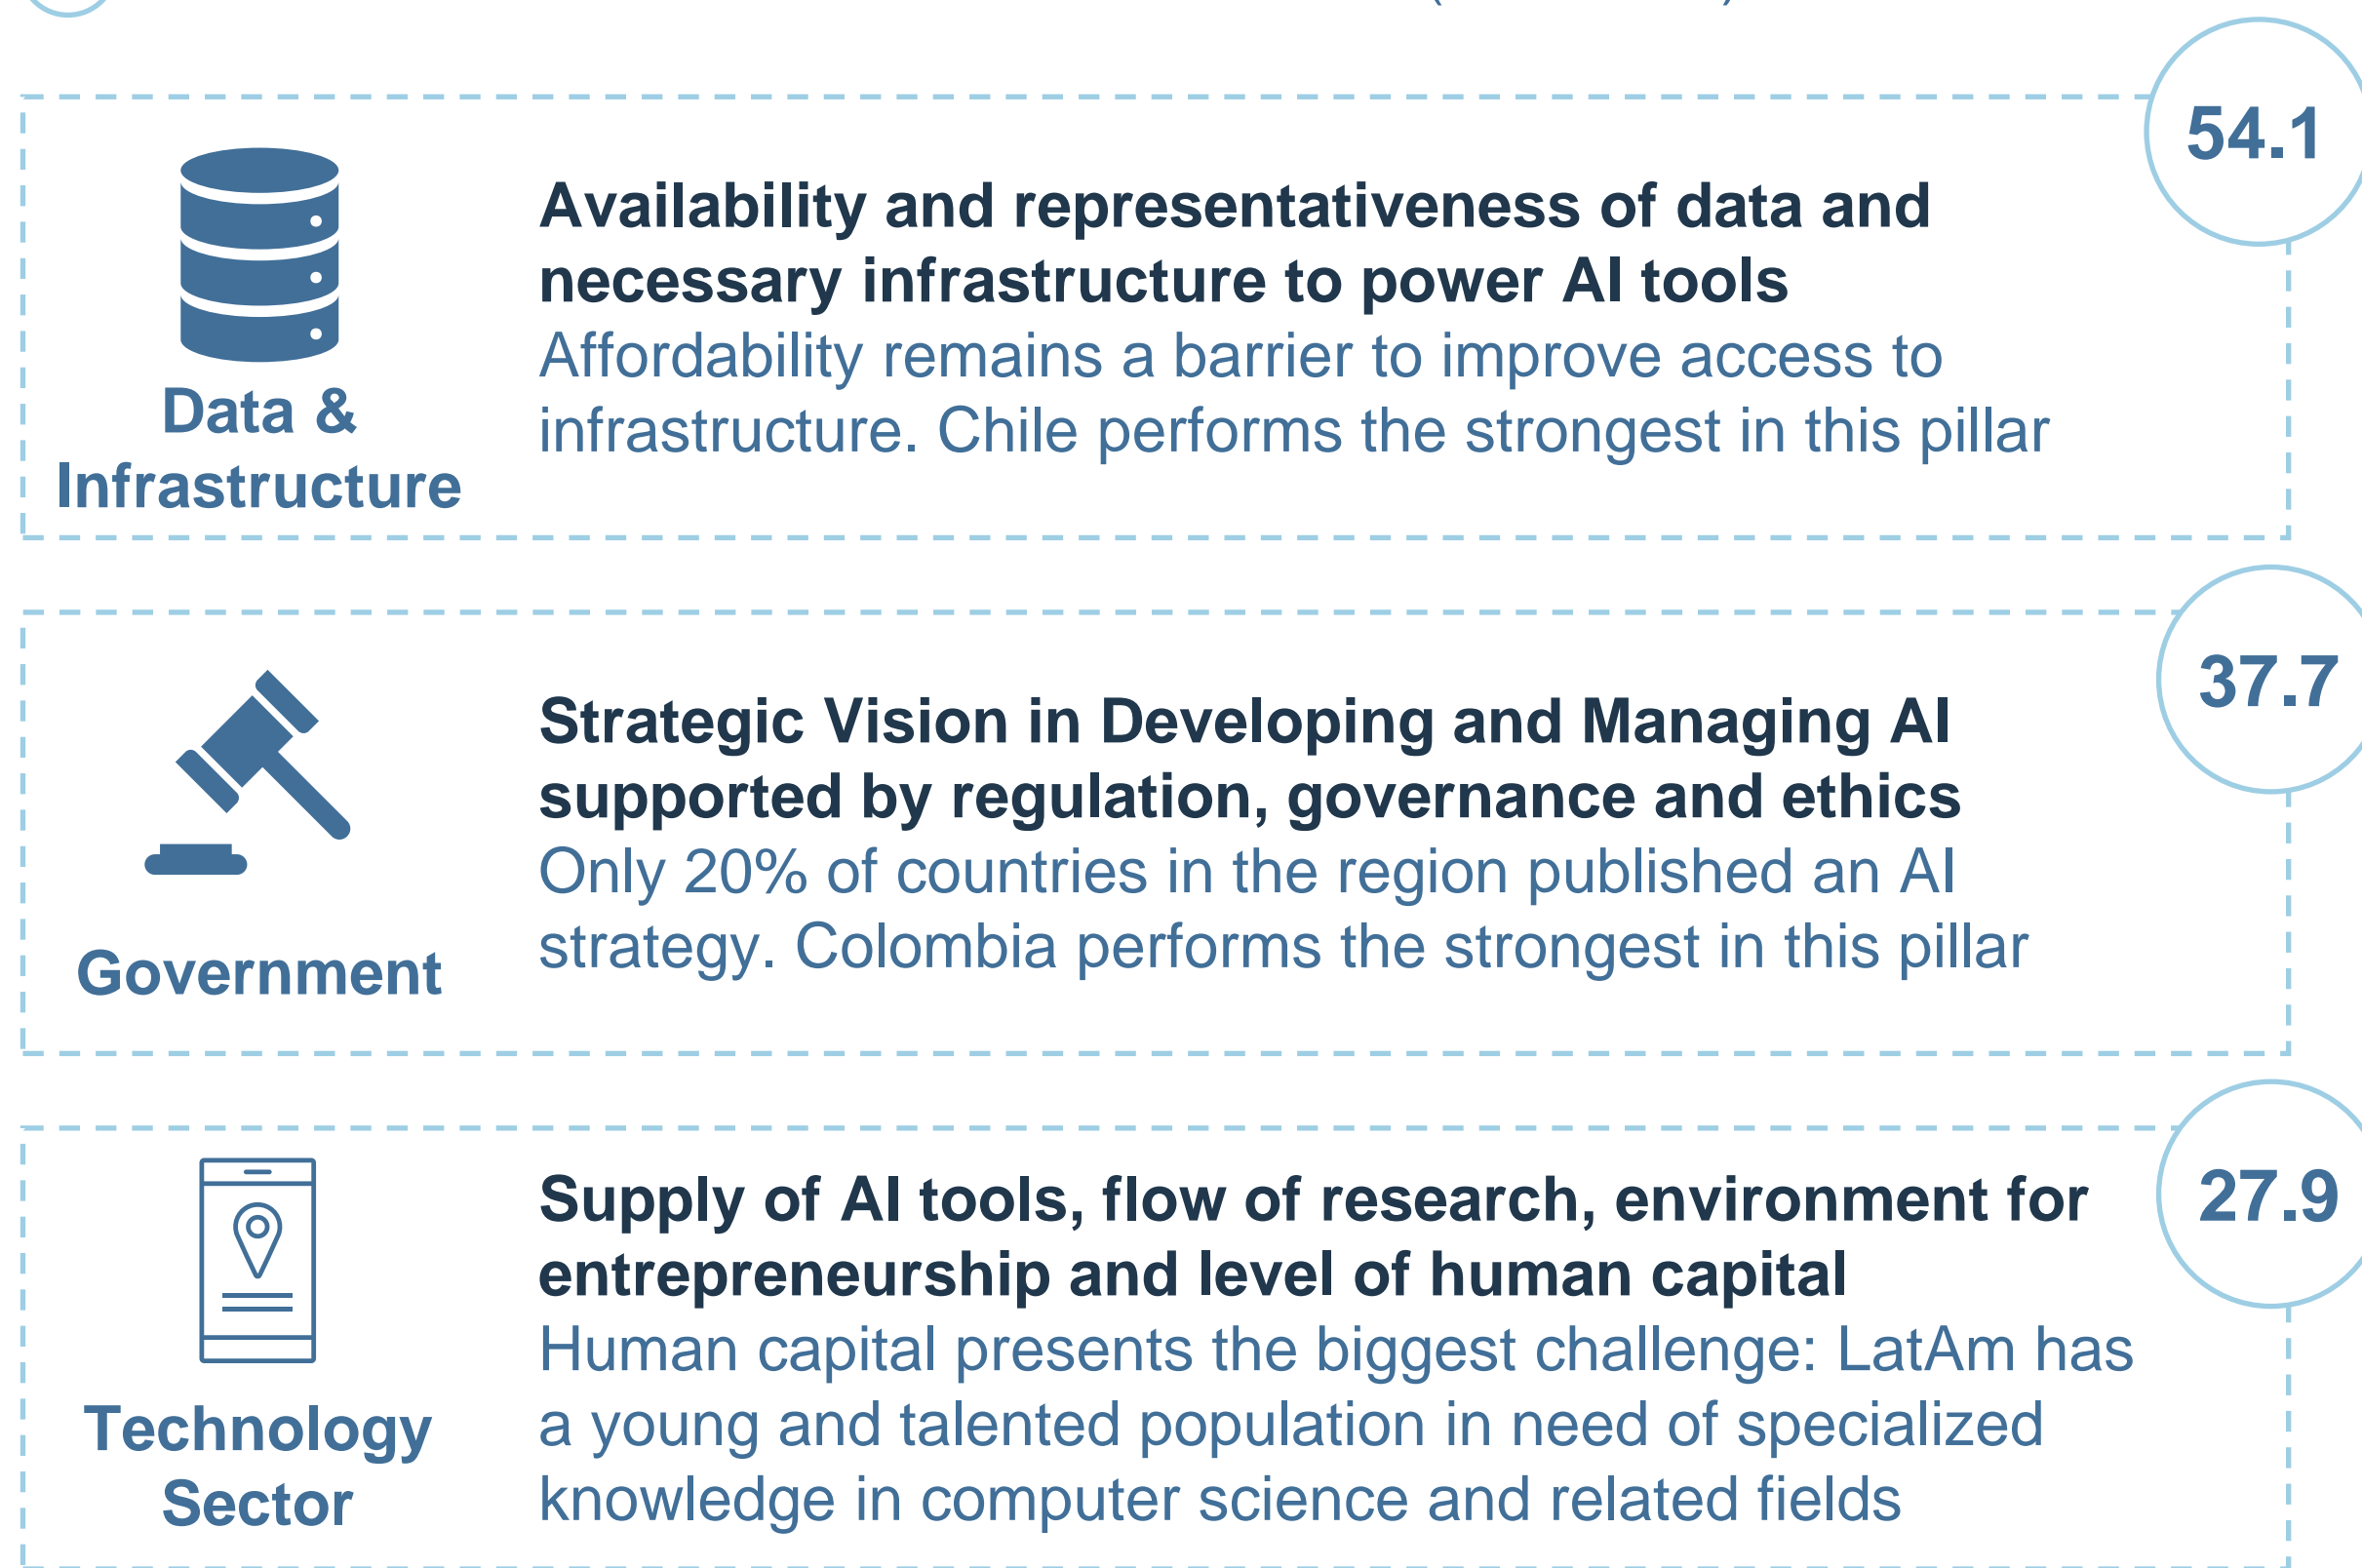 54.1
Availability and representativeness of data and
necessary infrastructure to power AI tools
Affordability remains a barrier to improve access to
infrastructure. Chile performs the strongest in this pillar
Data &
Infrastructure
37.7
Strategic Vision in Developing and Managing AI
supported by regulation, governance and ethics
Only 20% of countries in the region published an AI
strategy. Colombia performs the strongest in this pillar
Government
27.9
Supply of AI tools, flow of research, environment for
entrepreneurship and level of human capital
Human capital presents the biggest challenge: LatAm has
a young and talented population in need of specialized
knowledge in computer science and related fields
Technology
Sector